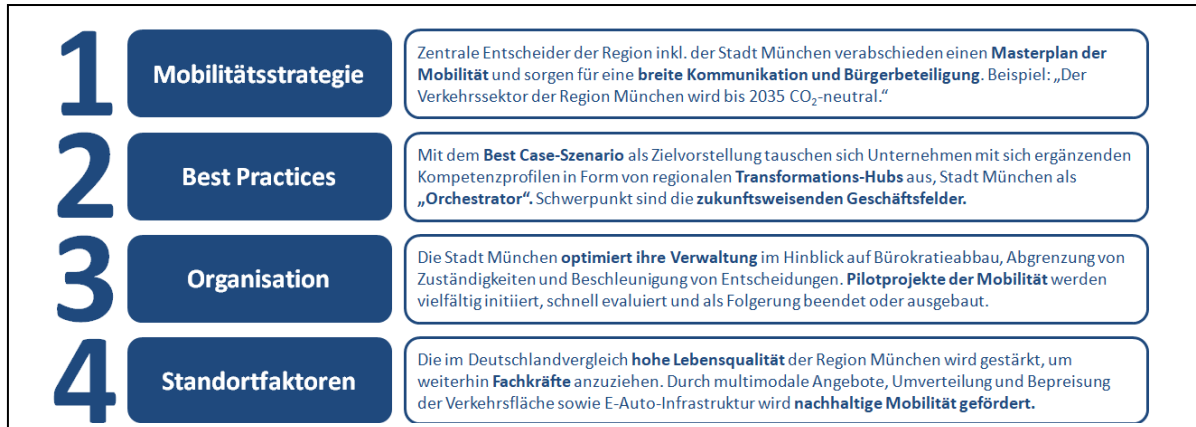 1
Mobilitätsstrategie
Zentrale Entscheider der Region inkl. der Stadt München verabschieden einen Masterplan der
Mobilität und sorgen für eine breite Kommunikation und Bürgerbeteiligung. Beispiel: „Der
Verkehrssektor der Region München wird bis 2035 CO₂-neutral.“
2
Best Practices
Mit dem Best Case-Szenario als Zielvorstellung tauschen sich Unternehmen mit sich ergänzenden
Kompetenzprofilen in Form von regionalen Transformations-Hubs aus, Stadt München als
„Orchestrator“. Schwerpunkt sind die zukunftsweisenden Geschäftsfelder.
3
Organisation
Die Stadt München optimiert ihre Verwaltung im Hinblick auf Bürokratieabbau, Abgrenzung von
Zuständigkeiten und Beschleunigung von Entscheidungen. Pilotprojekte der Mobilität werden
vielfältig initiiert, schnell evaluiert und als Folgerung beendet oder ausgebaut.
4
Standortfaktoren
Die im Deutschlandvergleich hohe Lebensqualität der Region München wird gestärkt, um
weiterhin Fachkräfte anzuziehen. Durch multimodale Angebote, Umverteilung und Bepreisung
der Verkehrsfläche sowie E-Auto-Infrastruktur wird nachhaltige Mobilität gefördert.